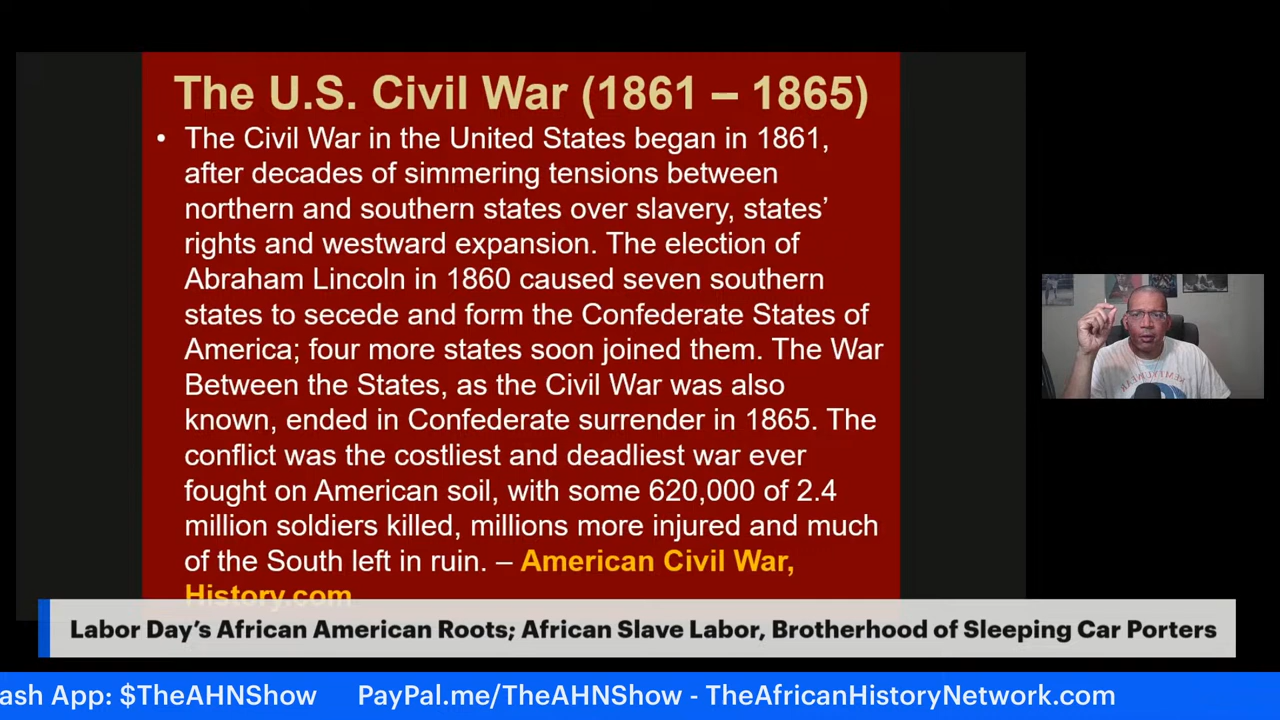 The U.S. Civil War (1861 – 1865)
• The Civil War in the United States began in 1861,
after decades of simmering tensions between
northern and southern states over slavery, states’
rights and westward expansion. The election of
Abraham Lincoln in 1860 caused seven southern
states to secede and form the Confederate States of
America; four more states soon joined them. The War
Between the States, as the Civil War was also
known, ended in Confederate surrender in 1865. The
conflict was the costliest and deadliest war ever
fought on American soil, with some 620,000 of 2.4
million soldiers killed, millions more injured and much
of the South left in ruin. – American Civil War,
History.com
Labor Day’s African American Roots; African Slave Labor, Brotherhood of Sleeping Car Porters
ash App: $TheAHNShow PayPal.me/TheAHNShow - TheAfricanHistoryNetwork.com